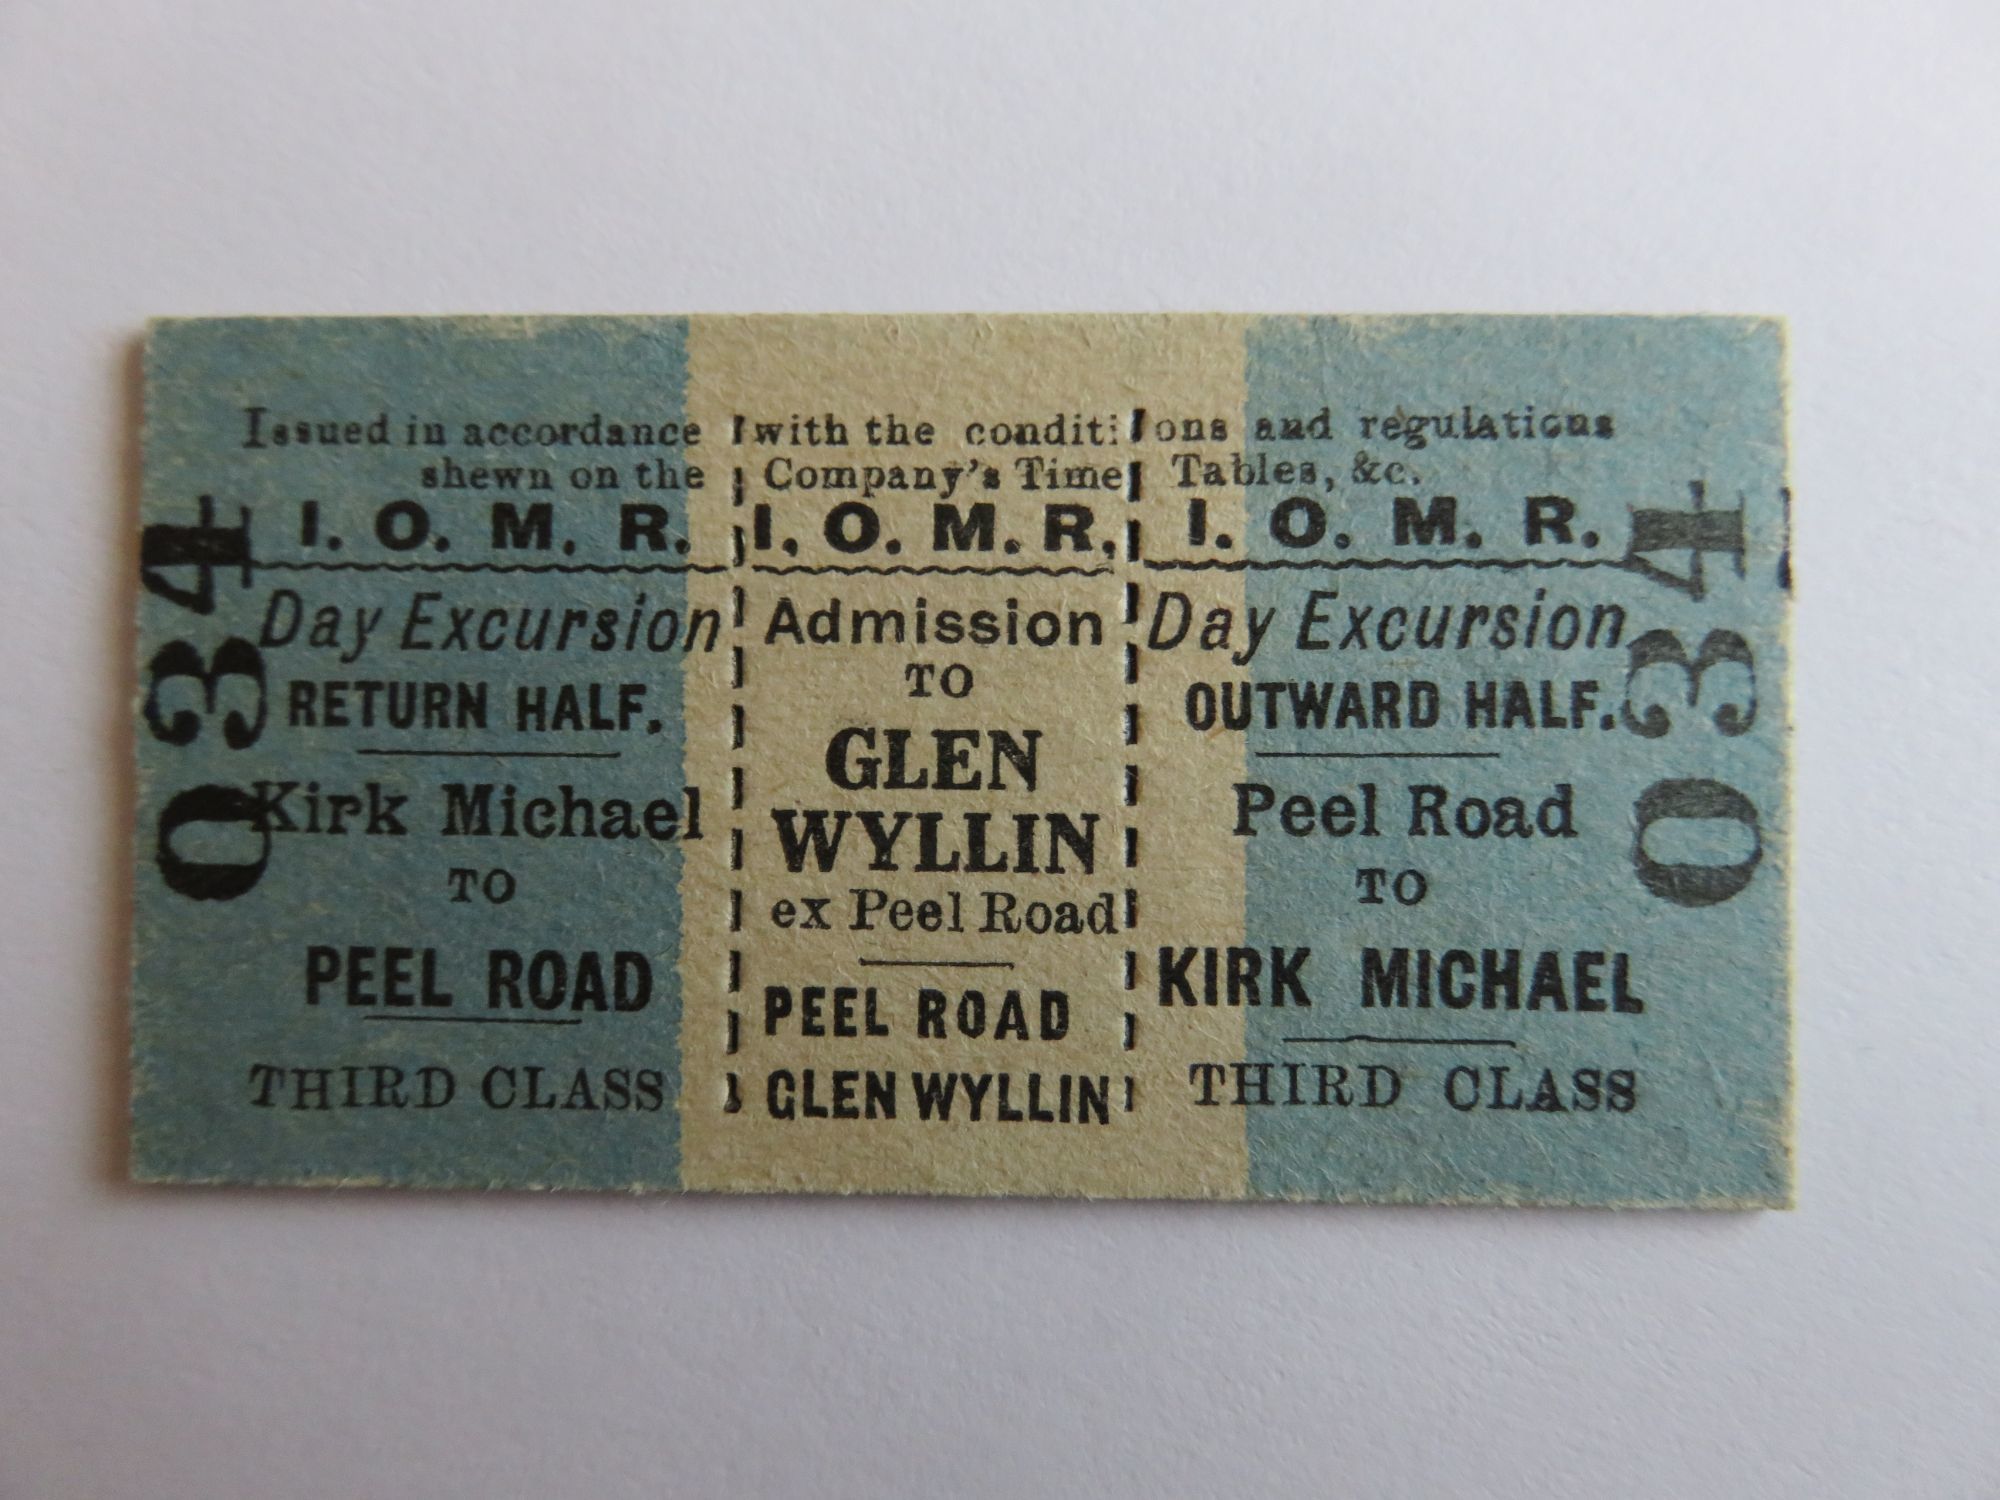 Issued in accordance with the conditions and regulations
shewn on the Company's Time Tables, &c.
I. O. M. R.
Day Excursion
RETURN HALF.
Kirk Michael
TO
PEEL ROAD
THIRD CLASS
034
I. O. M. R.
Admission
TO
GLEN
WYLLIN
ex Peel Road
PEEL ROAD
GLEN WYLLIN
I. O. M. R.
Day Excursion
OUTWARD HALF.
Peel Road
TO
KIRK MICHAEL
THIRD CLASS
034